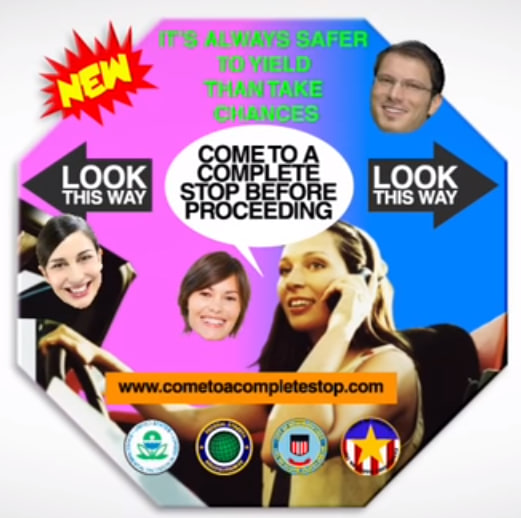 IT'S ALWAYS SAFER
TO YIELD
THAN TAKE
CHANCES
NEW
COME TO A
COMPLETE
STOP BEFORE
PROCEEDING
LOOK
THIS WAY
LOOK
THIS WAY
www.cometoacompletestop.com